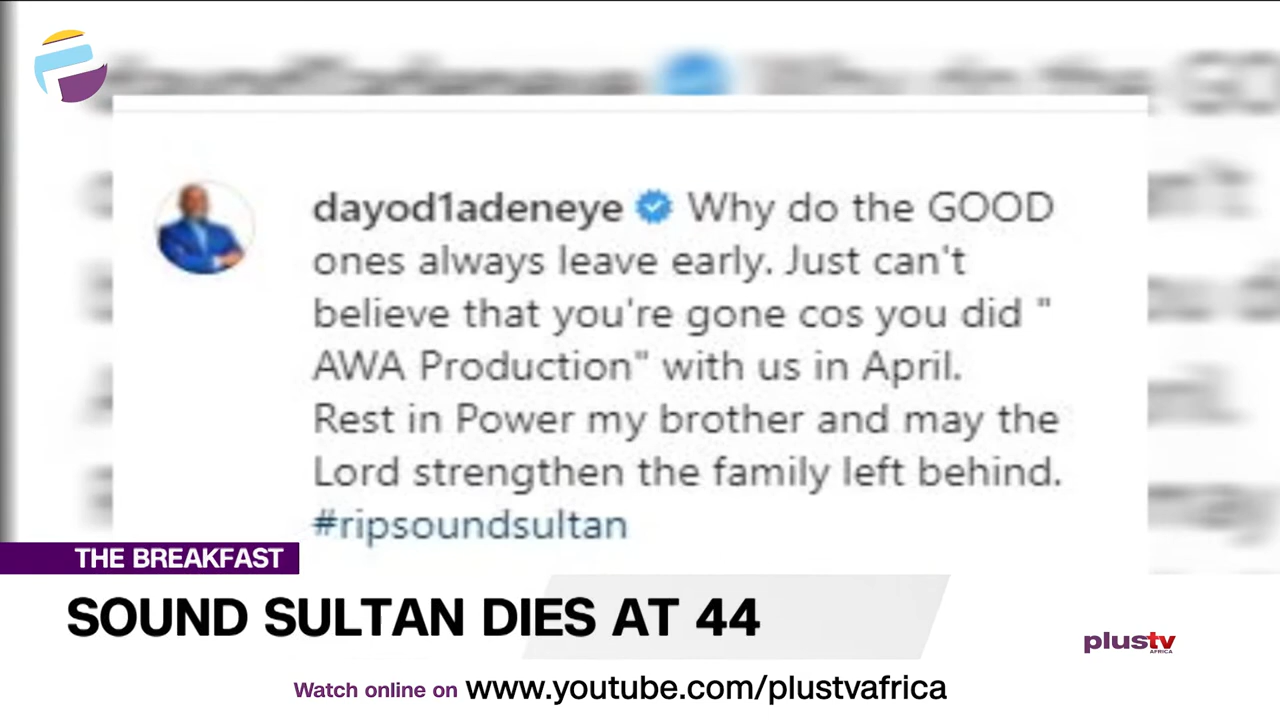 dayod1adeneye Why do the GOOD
ones always leave early. Just can't
believe that you're gone cos you did "
AWA Production" with us in April.
Rest in Power my brother and may the
Lord strengthen the family left behind.
#ripsoundsultan
THE BREAKFAST
SOUND SULTAN DIES AT 44
plustv
AFRICA
Watch online on www.youtube.com/plustvafrica